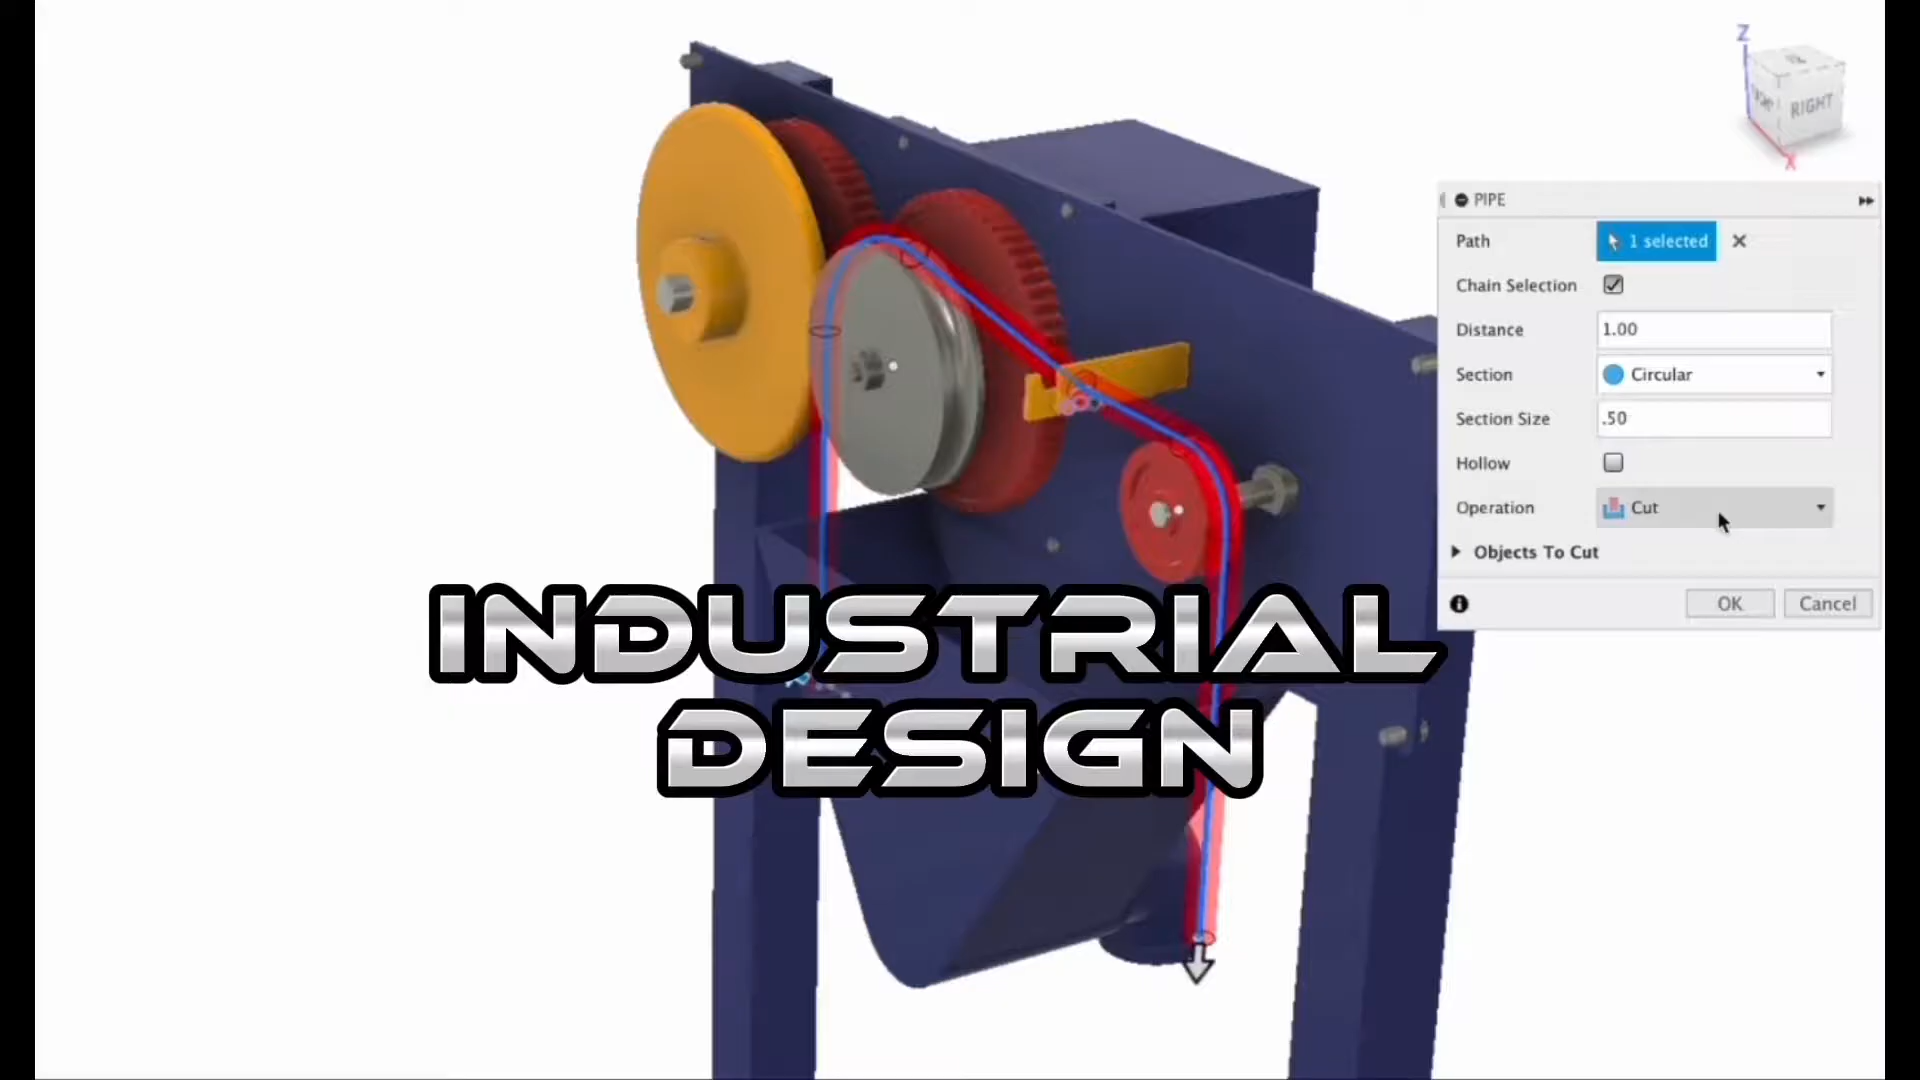 Z
RIGHT
X
PIPE
Path 1 selected
Chain Selection
Distance 1.00
Section Circular
Section Size .50
Hollow
Operation Cut
Objects To Cut
OK Cancel
INDUSTRIAL
DESIGN